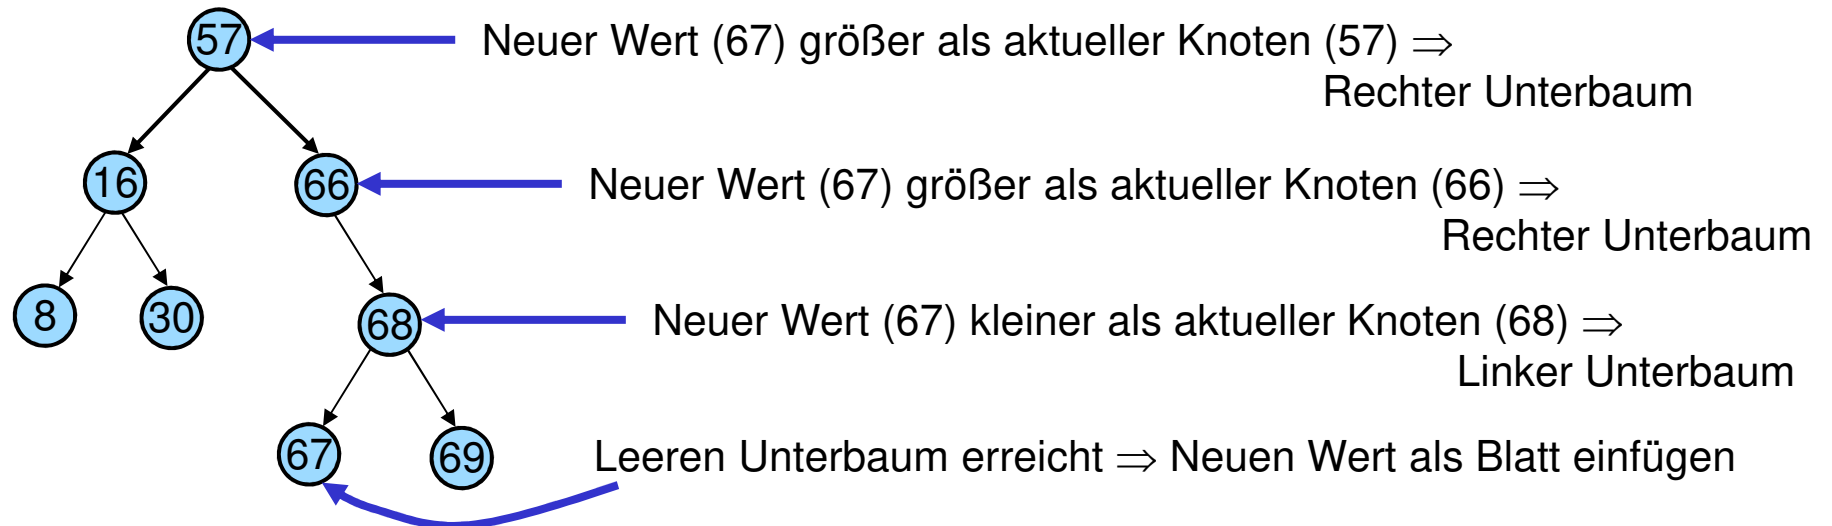 57 Neuer Wert (67) größer als aktueller Knoten (57) ⇒
Rechter Unterbaum
16 66 Neuer Wert (67) größer als aktueller Knoten (66) ⇒
Rechter Unterbaum
8 30 68 Neuer Wert (67) kleiner als aktueller Knoten (68) ⇒
Linker Unterbaum
67 69 Leeren Unterbaum erreicht ⇒ Neuen Wert als Blatt einfügen